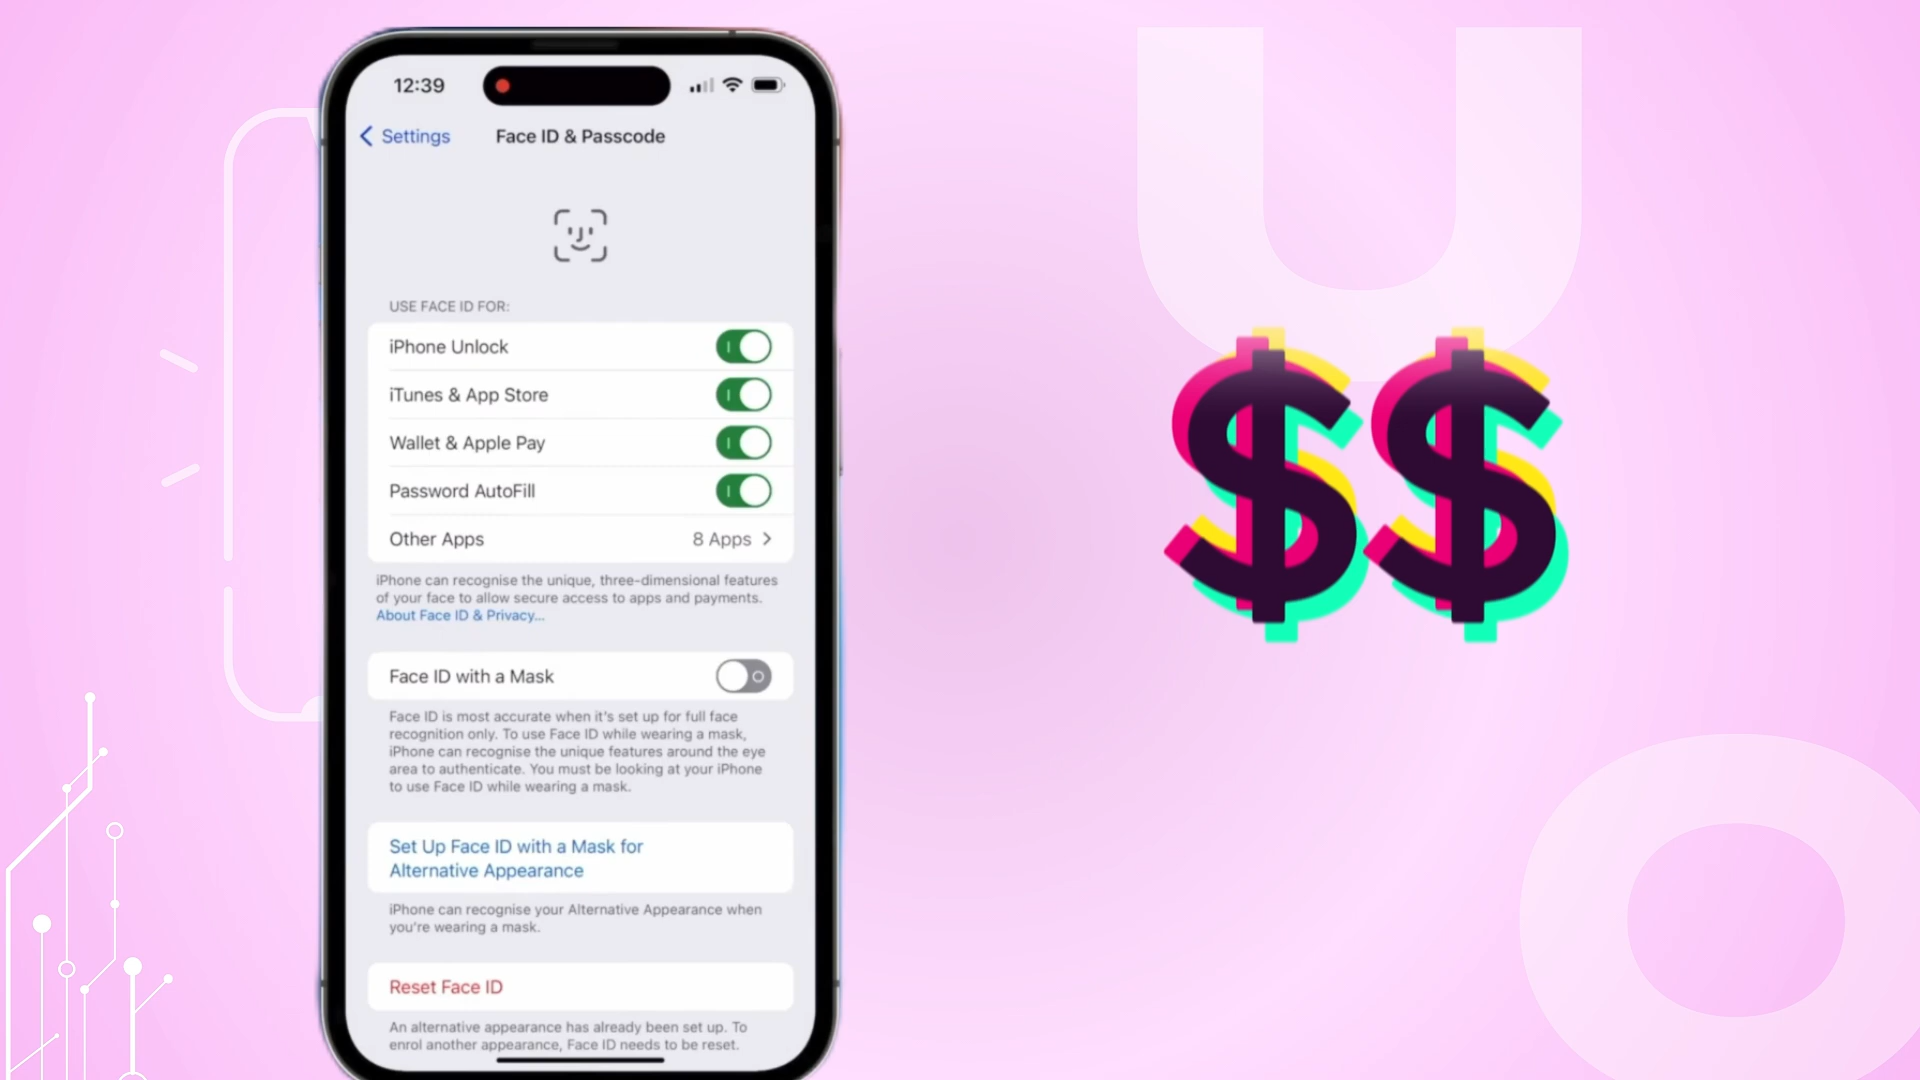 12:39
Settings
Face ID & Passcode
USE FACE ID FOR:
iPhone Unlock
iTunes & App Store
Wallet & Apple Pay
Password AutoFill
Other Apps 8 Apps
iPhone can recognise the unique, three-dimensional features
of your face to allow secure access to apps and payments.
About Face ID & Privacy...
Face ID with a Mask
Face ID is most accurate when it's set up for full face
recognition only. To use Face ID while wearing a mask,
iPhone can recognise the unique features around the eye
area to authenticate. You must be looking at your iPhone
to use Face ID while wearing a mask.
Set Up Face ID with a Mask for
Alternative Appearance
iPhone can recognise your Alternative Appearance when
you're wearing a mask.
Reset Face ID
An alternative appearance has already been set up. To
enrol another appearance, Face ID needs to be reset.
U
$$
O